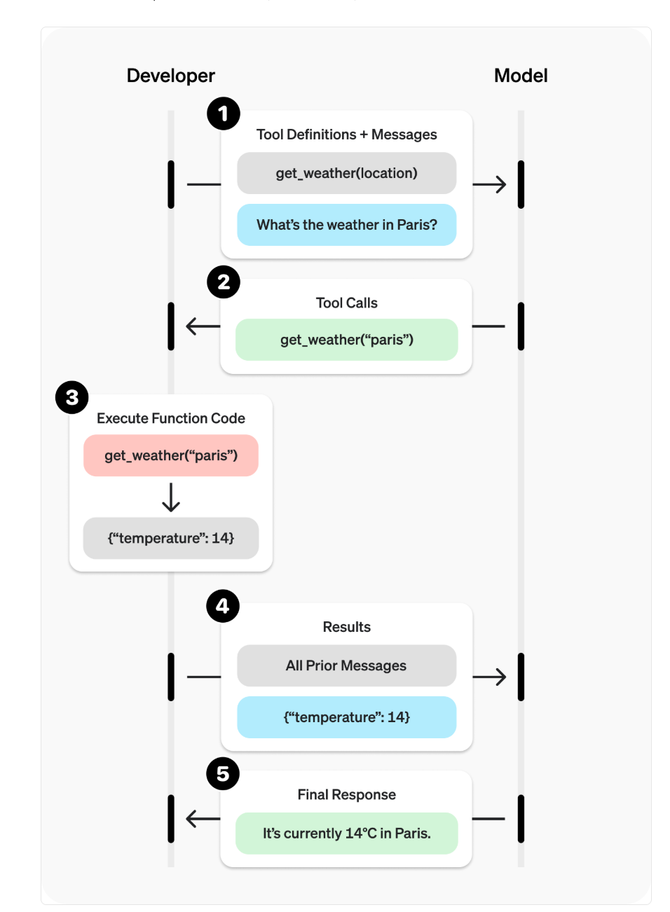 Developer
Model
1
Tool Definitions + Messages
get_weather(location)
What’s the weather in Paris?
2
Tool Calls
get_weather(“paris”)
3
Execute Function Code
get_weather(“paris”)
{“temperature”: 14}
4
Results
All Prior Messages
{“temperature”: 14}
5
Final Response
It’s currently 14°C in Paris.